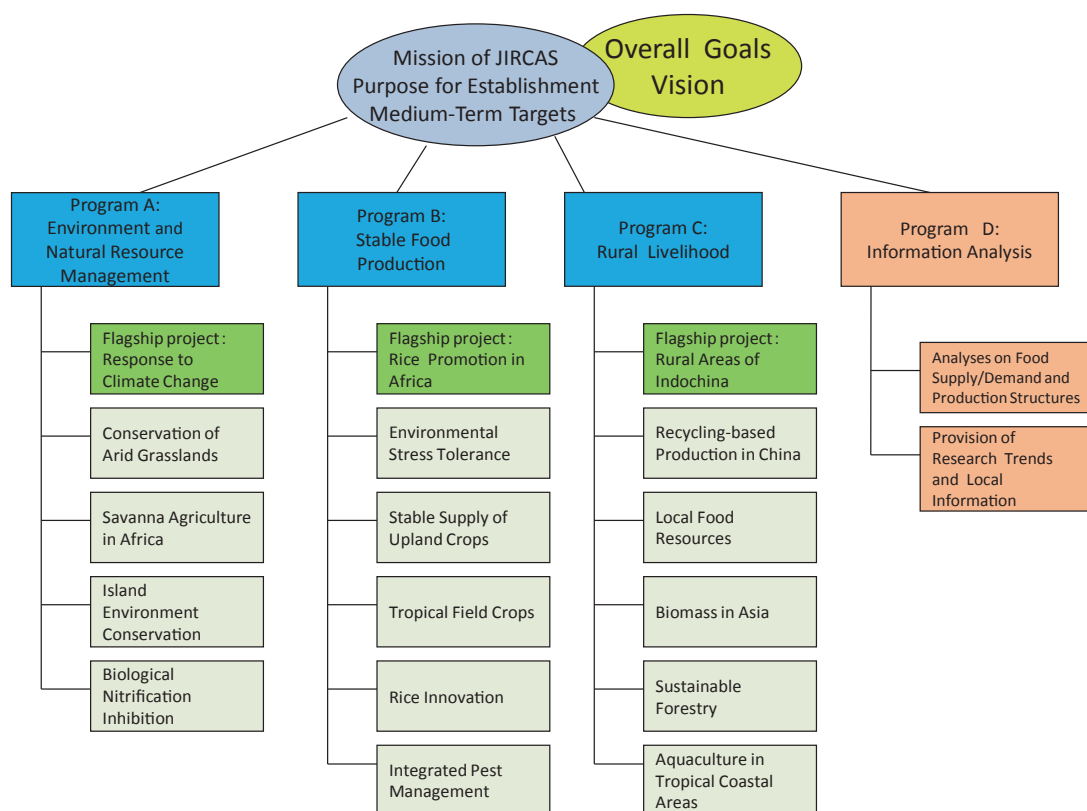 Mission of JIRCAS
Purpose for Establishment
Medium-Term Targets
Overall Goals
Vision
Program A:
Environment and
Natural Resource
Management
Flagship project :
Response to
Climate Change
Conservation of
Arid Grasslands
Savanna Agriculture
in Africa
Island
Environment
Conservation
Biological
Nitrification
Inhibition
Program B:
Stable Food
Production
Flagship project :
Rice Promotion in
Africa
Environmental
Stress Tolerance
Stable Supply of
Upland Crops
Tropical Field Crops
Rice Innovation
Integrated Pest
Management
Program C:
Rural Livelihood
Flagship project :
Rural Areas of
Indochina
Recycling-based
Production in China
Local Food
Resources
Biomass in Asia
Sustainable
Forestry
Aquaculture in
Tropical Coastal
Areas
Program D:
Information Analysis
Analyses on Food
Supply/Demand and
Production Structures
Provision of
Research Trends
and Local
Information